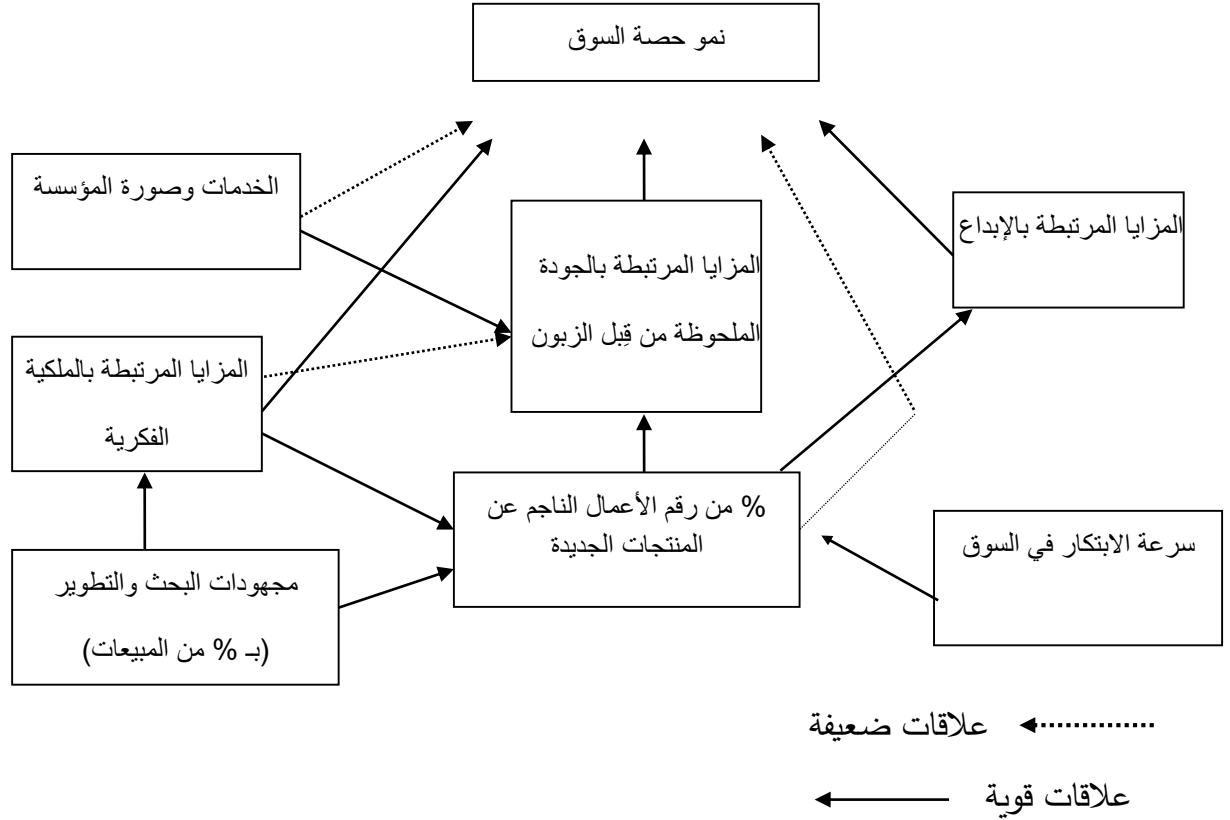 نمو حصة السوق
الخدمات وصورة المؤسسة
المزايا المرتبطة بالإبداع
المزايا المرتبطة بالجودة
الملحوظة من قِبل الزبون
المزايا المرتبطة بالملكية
الفكرية
% من رقم الأعمال الناجم عن
المنتجات الجديدة
سرعة الابتكار في السوق
مجهودات البحث والتطوير
(بـ % من المبيعات)
علاقات ضعيفة
علاقات قوية